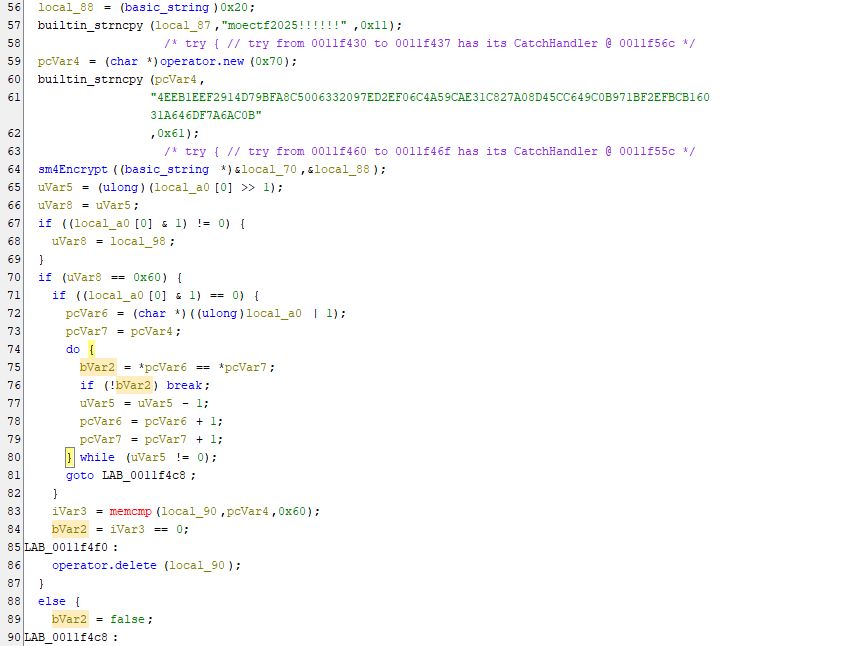 56 local_88 = (basic_string)0x20;
57 builtin_strncpy(local_87,"moectf2025!!!!!!",0x11);
58 /* try { // try from 0011f430 to 0011f437 has its CatchHandler @ 0011f56c */
59 pcVar4 = (char *)operator.new(0x70);
60 builtin_strncpy(pcVar4,
61 "4EEB1EEF2914D79BFA8C5006332097ED2EF06C4A59CAE31C827A08D45CC649C0B971BF2EFBCB160
31A646DF7A6AC0B"
62 ,0x61);
63 /* try { // try from 0011f460 to 0011f46f has its CatchHandler @ 0011f55c */
64 sm4Encrypt((basic_string *)&local_70,&local_88);
65 uVar5 = (ulong)(local_a0[0] >> 1);
66 uVar8 = uVar5;
67 if ((local_a0[0] & 1) != 0) {
68 uVar8 = local_98;
69 }
70 if (uVar8 == 0x60) {
71 if ((local_a0[0] & 1) == 0) {
72 pcVar6 = (char *)((ulong)local_a0 | 1);
73 pcVar7 = pcVar4;
74 do {
75 bVar2 = *pcVar6 == *pcVar7;
76 if (!bVar2) break;
77 uVar5 = uVar5 - 1;
78 pcVar6 = pcVar6 + 1;
79 pcVar7 = pcVar7 + 1;
80 } while (uVar5 != 0);
81 goto LAB_0011f4c8;
82 }
83 iVar3 = memcmp(local_90,pcVar4,0x60);
84 bVar2 = iVar3 == 0;
85 LAB_0011f4f0:
86 operator.delete(local_90);
87 }
88 else {
89 bVar2 = false;
90 LAB_0011f4c8: